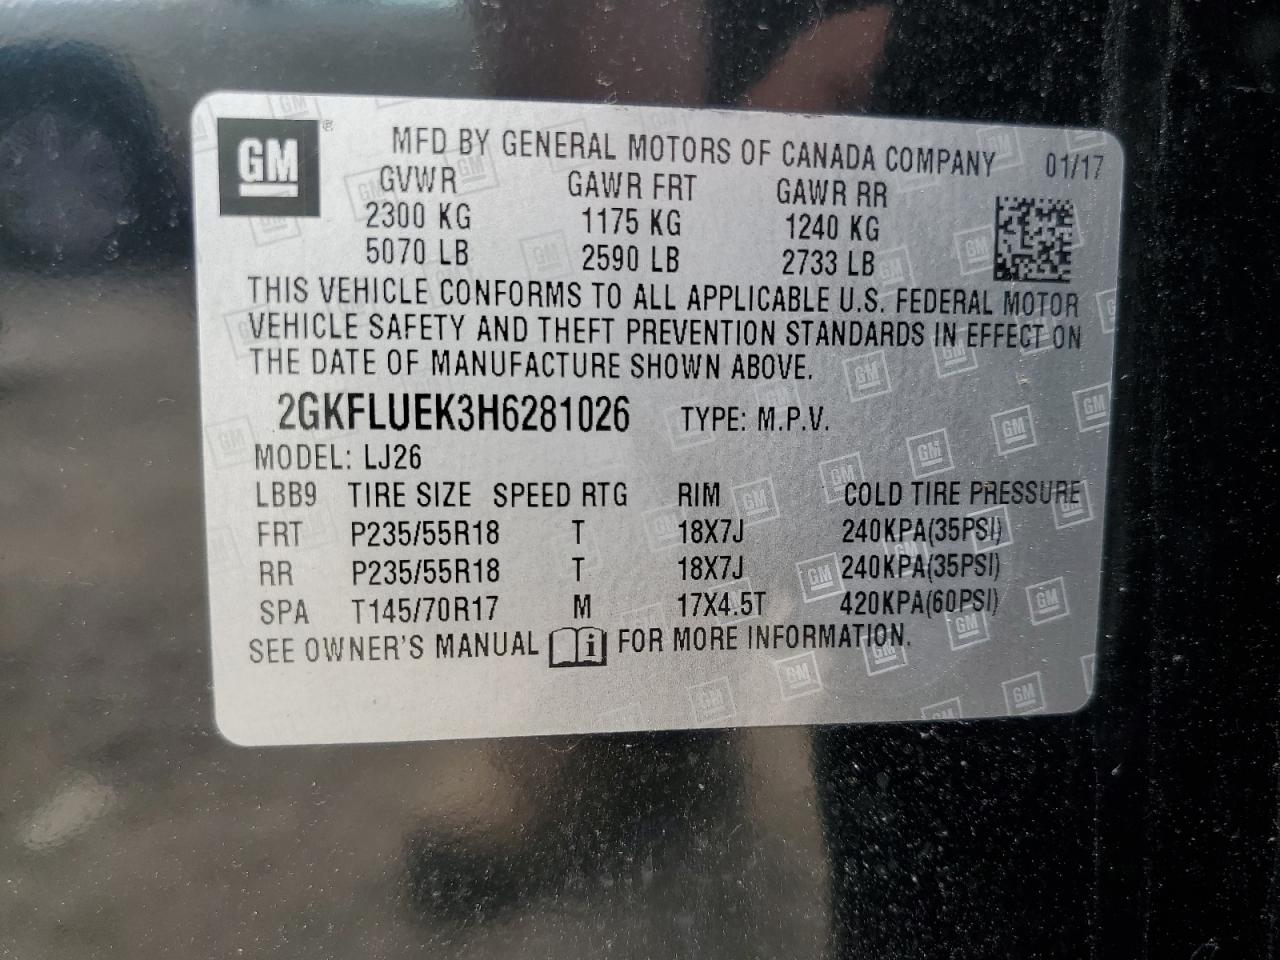 GM ® MFD BY GENERAL MOTORS OF CANADA COMPANY 01/17
GVWR GAWR FRT GAWR RR
2300 KG 1175 KG 1240 KG
5070 LB 2590 LB 2733 LB
THIS VEHICLE CONFORMS TO ALL APPLICABLE U.S. FEDERAL MOTOR
VEHICLE SAFETY AND THEFT PREVENTION STANDARDS IN EFFECT ON
THE DATE OF MANUFACTURE SHOWN ABOVE.
2GKFLUEK3H6281026 TYPE: M.P.V.
MODEL: LJ26
LBB9 TIRE SIZE SPEED RTG RIM COLD TIRE PRESSURE
FRT P235/55R18 T 18X7J 240KPA(35PSI)
RR P235/55R18 T 18X7J 240KPA(35PSI)
SPA T145/70R17 M 17X4.5T 420KPA(60PSI)
SEE OWNER'S MANUAL i FOR MORE INFORMATION.